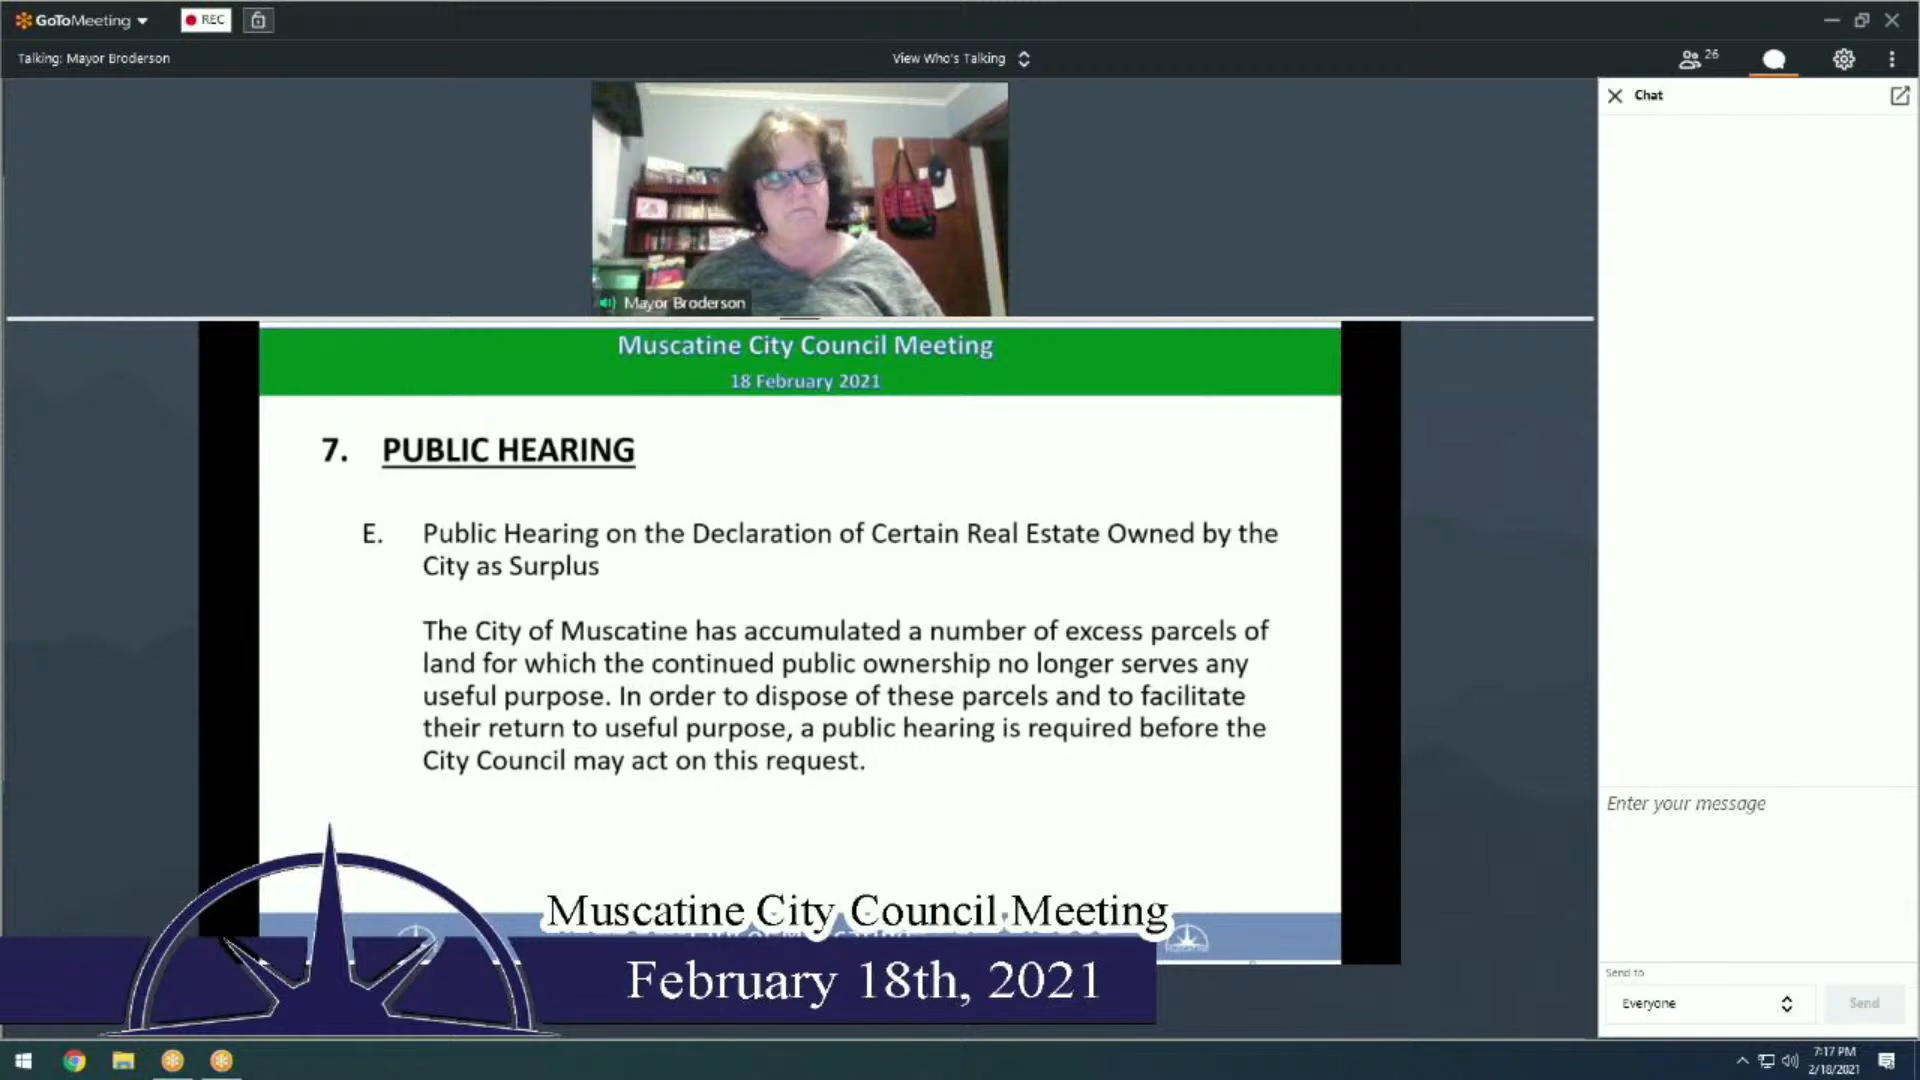 GoToMeeting
REC
Talking: Mayor Broderson
View Who's Talking
26
Chat
Mayor Broderson
Muscatine City Council Meeting
18 February 2021
7. PUBLIC HEARING
E. Public Hearing on the Declaration of Certain Real Estate Owned by the
City as Surplus
The City of Muscatine has accumulated a number of excess parcels of
land for which the continued public ownership no longer serves any
useful purpose. In order to dispose of these parcels and to facilitate
their return to useful purpose, a public hearing is required before the
City Council may act on this request.
Enter your message
Muscatine City Council Meeting
February 18th, 2021
Send to
Everyone
Send
7:17 PM
2/18/2021